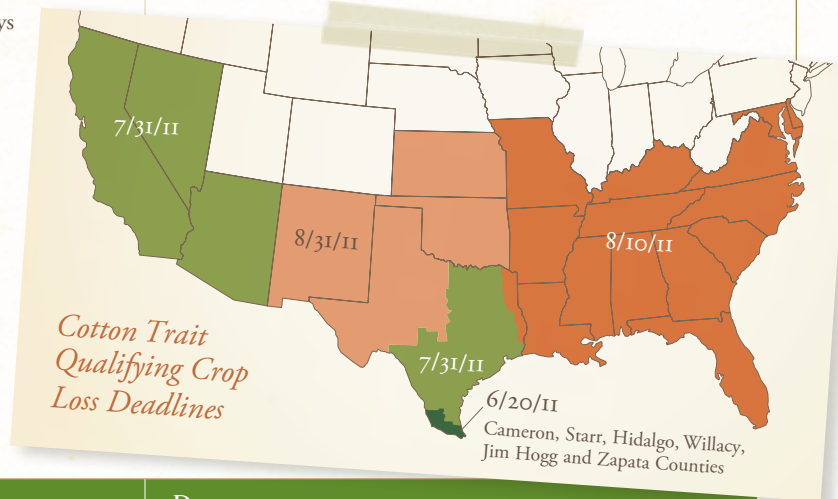 ys
7/31/11
8/31/11
8/10/11
7/31/11
Cotton Trait
Qualifying Crop
Loss Deadlines
6/20/11
Cameron, Starr, Hidalgo, Willacy,
Jim Hogg and Zapata Counties